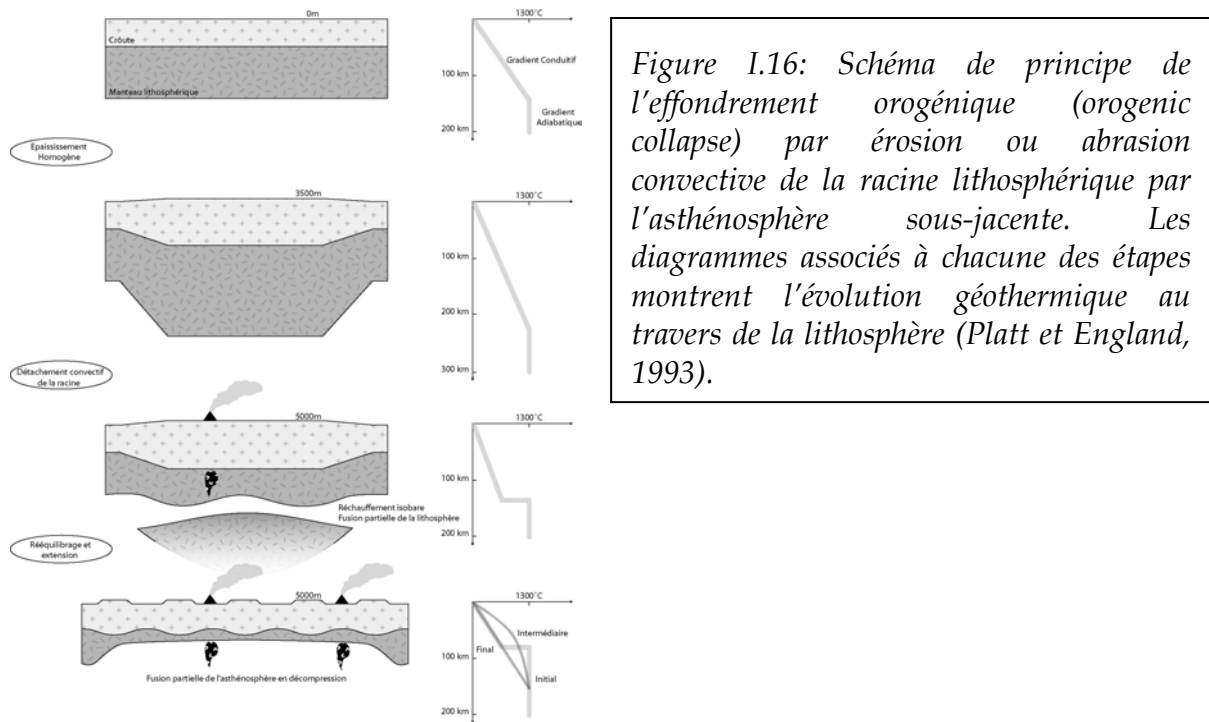 0m
Crôute
Manteau lithosphérique
1300°C
Gradient Conduitif
100 km
Gradient
Adiabatique
200 km
Epaississement
Homogène
3500m
1300°C
100 km
200 km
300 km
Détachement convectif
de la racine
5000m
1300°C
100 km
Réchauffement isobare
Fusion partielle de la lithosphère
200 km
Rééquilibrage et
extension
5000m
1300°C
Intermédiaire
Final
100 km
Initial
Fusion partielle de l'asthénosphère en décompression
200 km
Figure I.16: Schéma de principe de
l'effondrement orogénique (orogenic
collapse) par érosion ou abrasion
convective de la racine lithosphérique par
l'asthénosphère sous-jacente. Les
diagrammes associés à chacune des étapes
montrent l'évolution géothermique au
travers de la lithosphère (Platt et England,
1993).